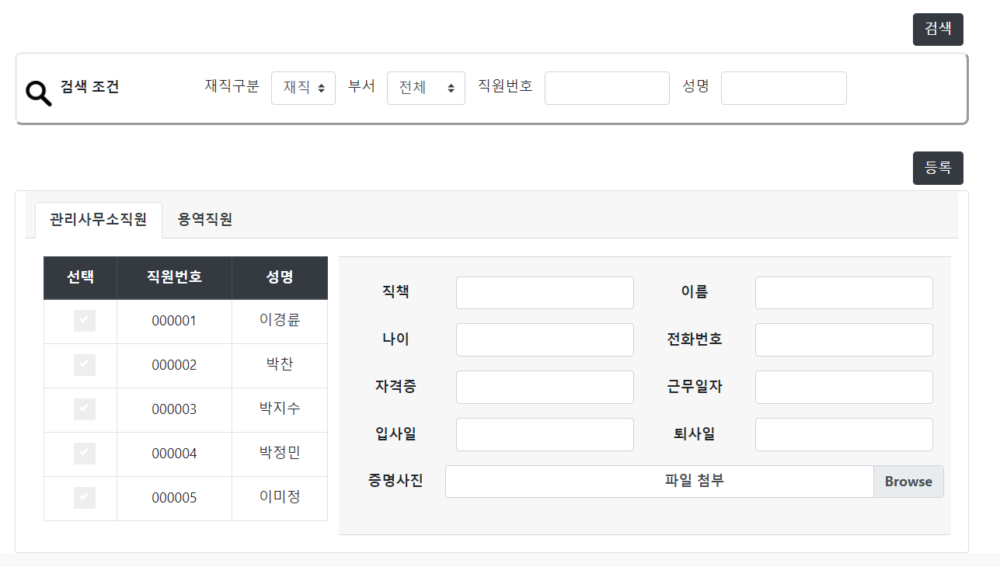 검색
검색 조건 재직구분 재직 부서 전체 직원번호 성명
등록
관리사무소직원 용역직원
선택 직원번호 성명
000001 이경륜
000002 박찬
000003 박지수
000004 박정민
000005 이미정
직책 이름
나이 전화번호
자격증 근무일자
입사일 퇴사일
증명사진 파일 첨부 Browse